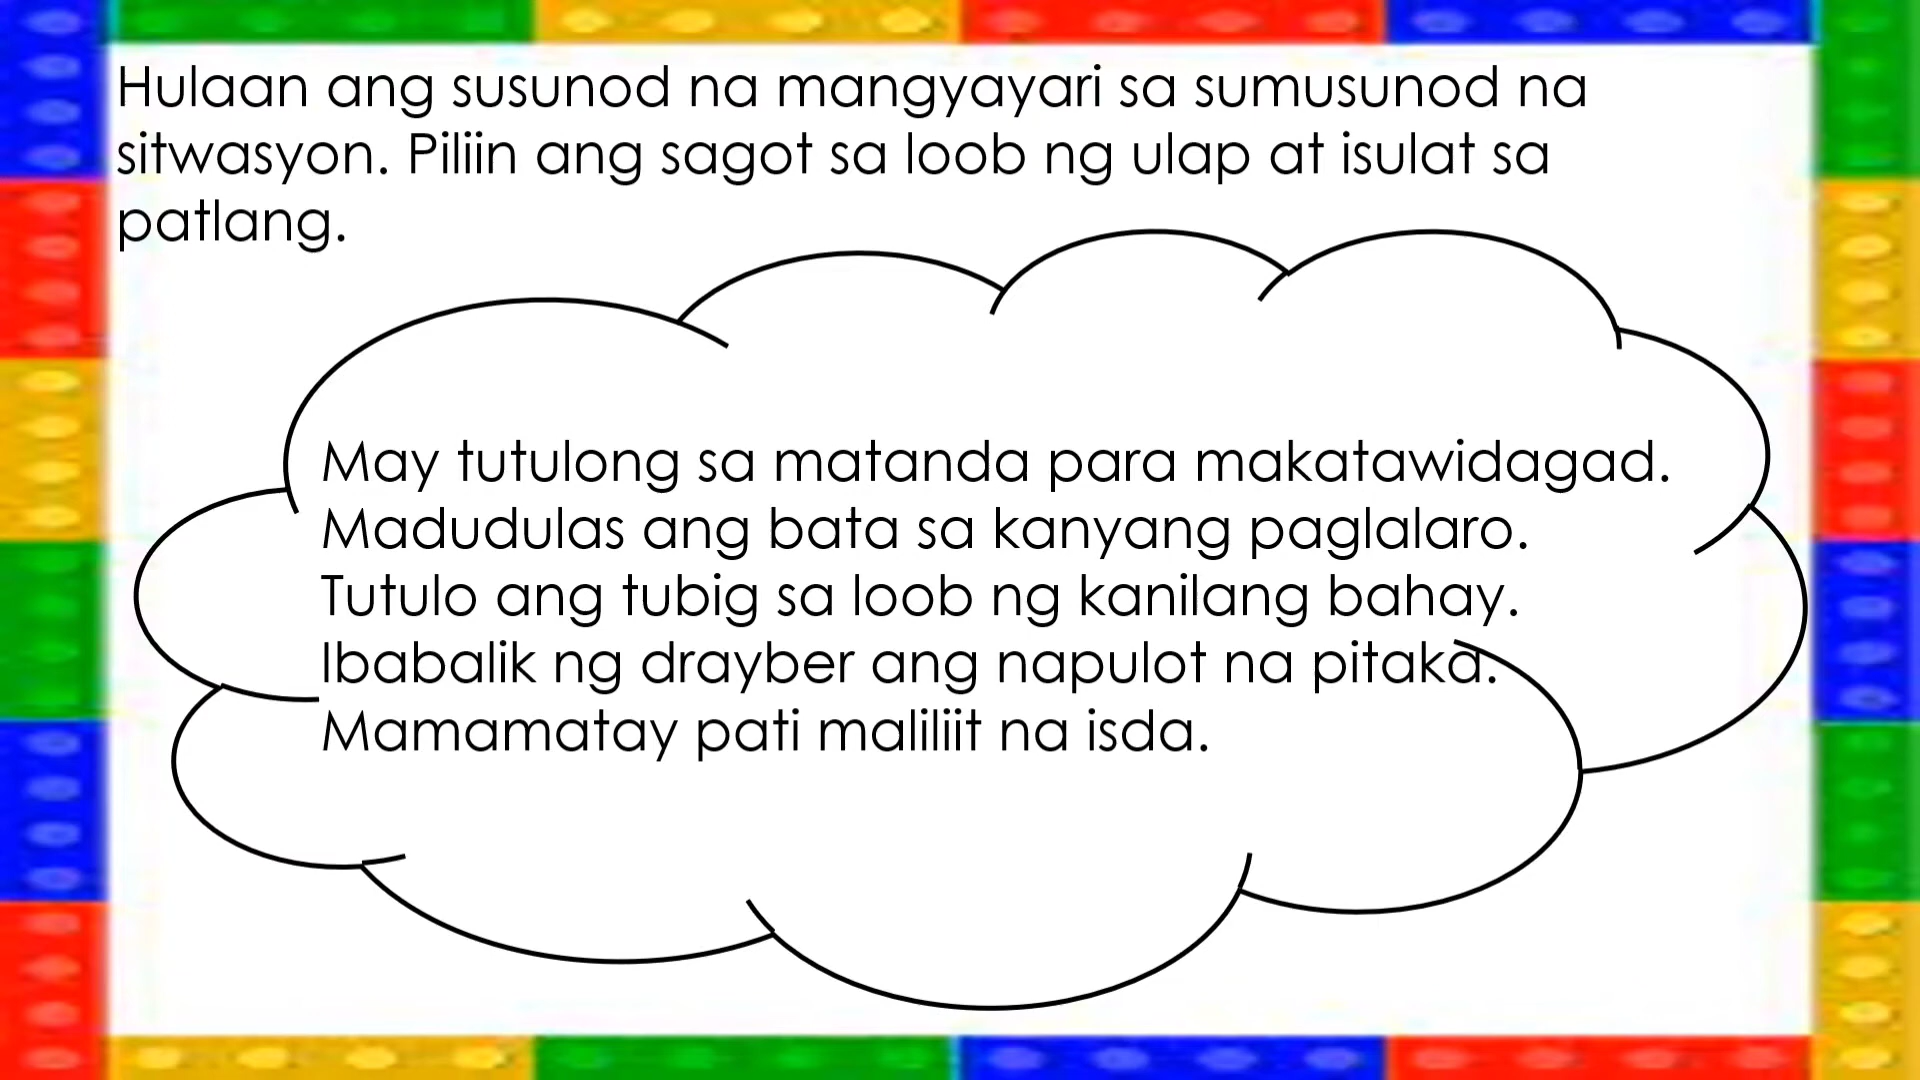 Hulaan ang susunod na mangyayari sa sumusunod na
sitwasyon. Piliin ang sagot sa loob ng ulap at isulat sa
patlang.
May tutulong sa matanda para makatawidagad.
Madudulas ang bata sa kanyang paglalaro.
Tutulo ang tubig sa loob ng kanilang bahay.
Ibabalik ng drayber ang napulot na pitaka.
Mamamatay pati maliliit na isda.